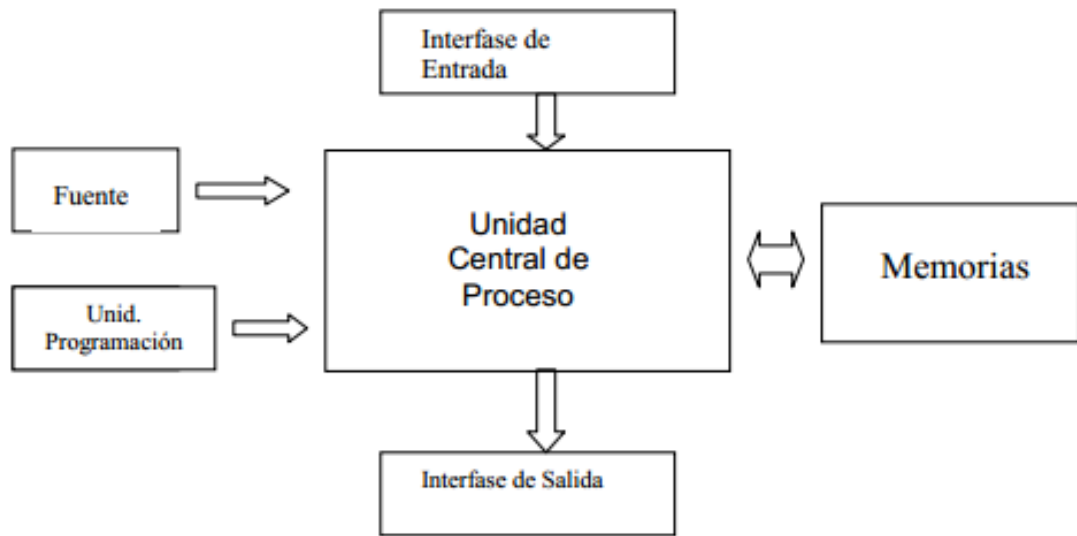 Interfase de
Entrada
Fuente
Unidad
Central de
Proceso
Memorias
Unid.
Programación
Interfase de Salida